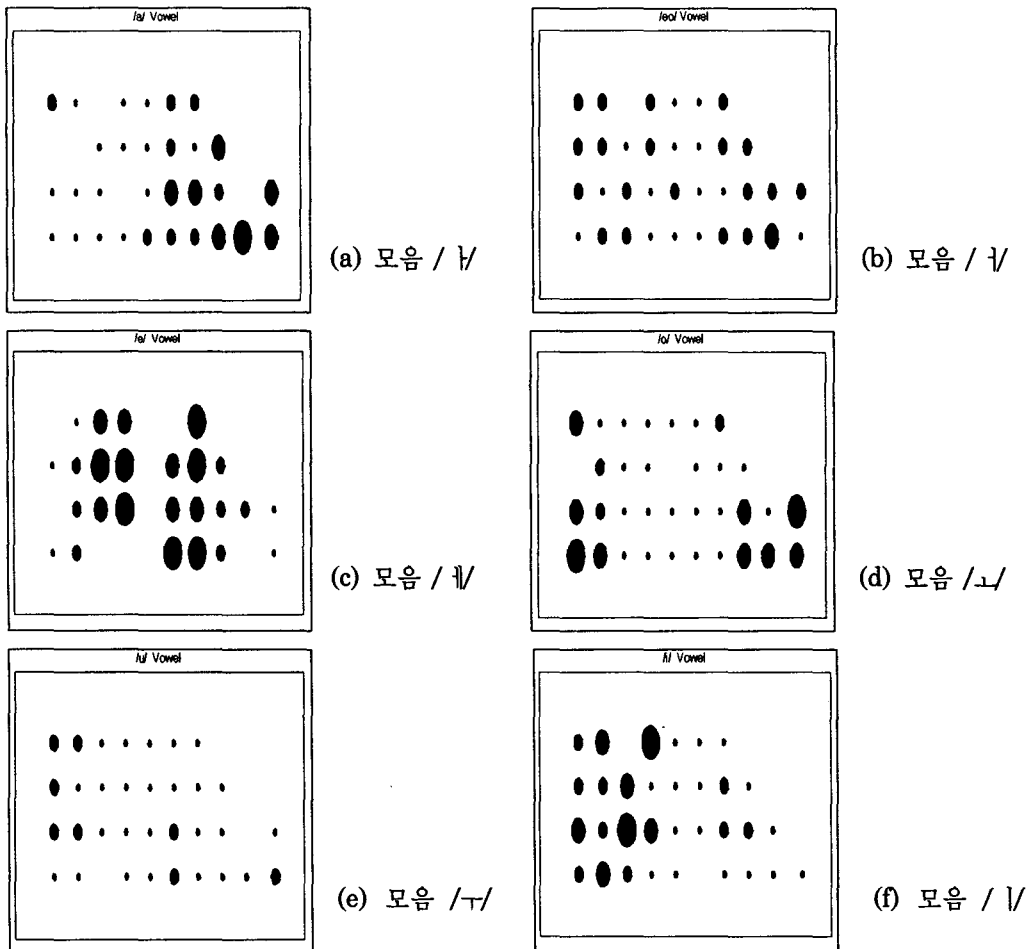 /a/ Vowel
/eo/ Vowel
(a) 모음 /ㅏ/
(b) 모음 /ㅓ/
/e/ Vowel
/o/ Vowel
(c) 모음 /ㅔ/
(d) 모음 /ㅗ/
/u/ Vowel
/i/ Vowel
(e) 모음 /ㅜ/
(f) 모음 /ㅣ/